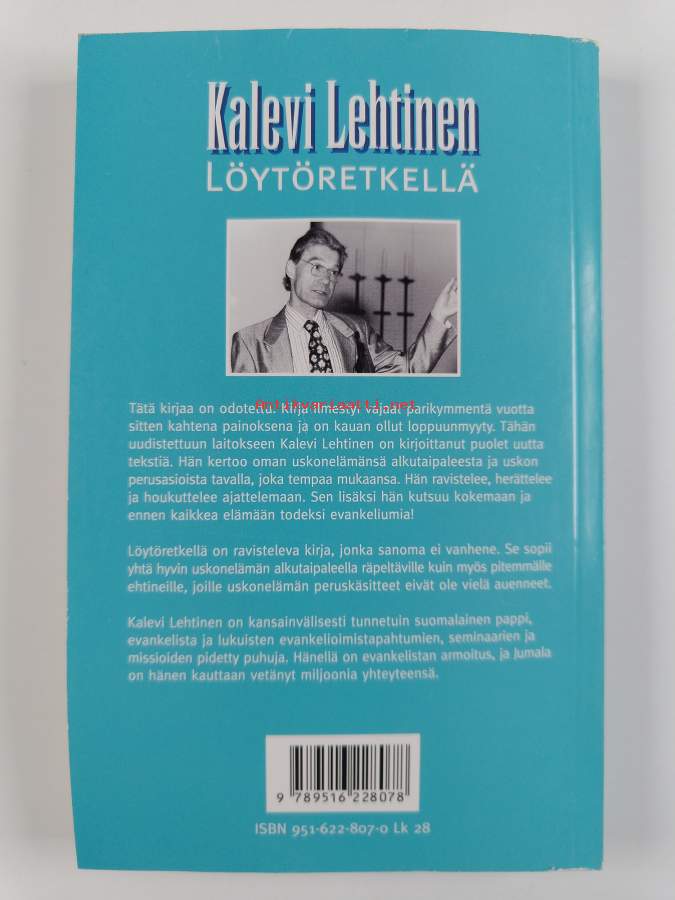 Kalevi Lehtinen
LÖYTÖRETKELLÄ
Antikvariaatti.net
Tätä kirjaa on odotettu. Kirja ilmestyi vajaat parikymmentä vuotta
sitten kahtena painoksena ja on kauan ollut loppuunmyyty. Tähän
uudistettuun laitokseen Kalevi Lehtinen on kirjoittanut puolet uutta
tekstiä. Hän kertoo oman uskonelämänsä alkutaipaleesta ja uskon
perusasioista tavalla, joka tempaa mukaansa. Hän ravistelee, herättelee
ja houkuttelee ajattelemaan. Sen lisäksi hän kutsuu kokemaan ja
ennen kaikkea elämään todeksi evankeliumia!
Löytöretkellä on ravisteleva kirja, jonka sanoma ei vanhene. Se sopii
yhtä hyvin uskonelämän alkutaipaleella räpeltäville kuin myös pitemmälle
ehtineille, joille uskonelämän peruskäsitteet eivät ole vielä auenneet.
Kalevi Lehtinen on kansainvälisesti tunnetuin suomalainen pappi,
evankelista ja lukuisten evankelioimistapahtumien, seminaarien ja
missioiden pidetty puhuja. Hänellä on evankelistan armoitus, ja Jumala
on hänen kauttaan vetänyt miljoonia yhteyteensä.
9 789516 228078
ISBN 951-622-807-0 Lk 28